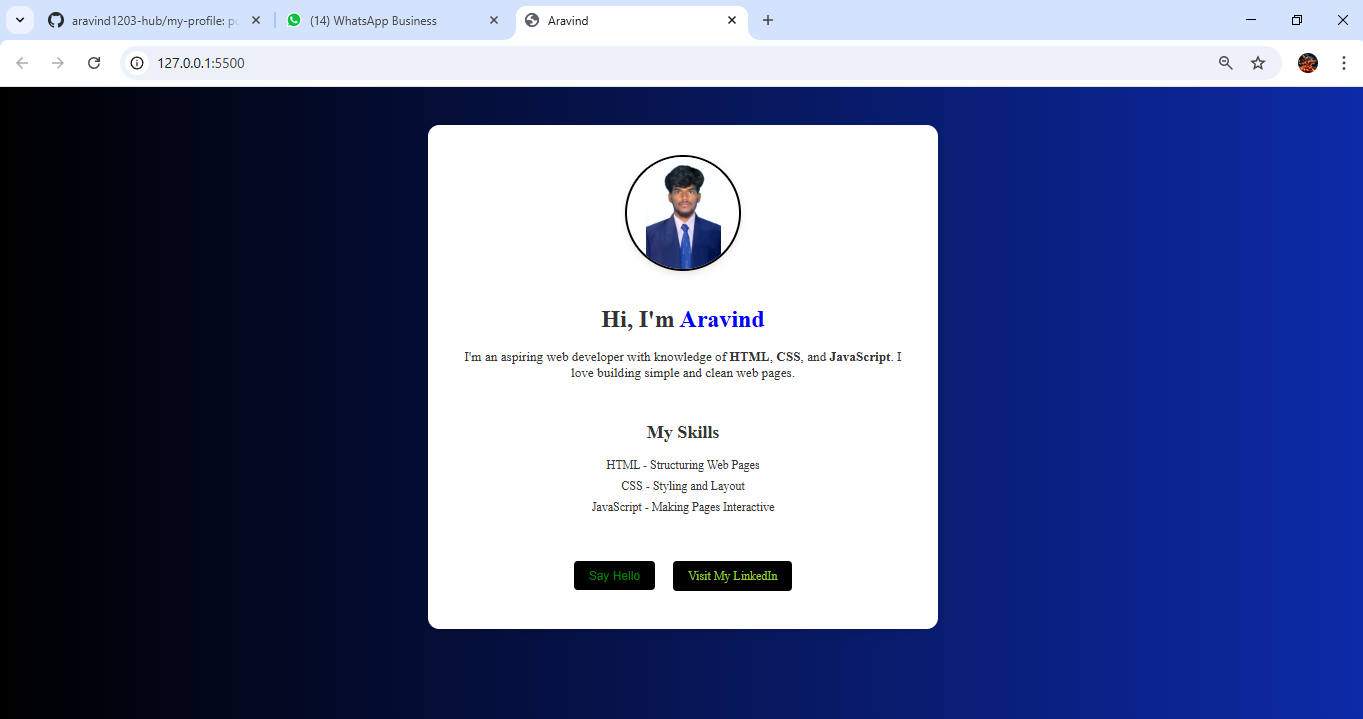 aravind1203-hub/my-profile: po
(14) WhatsApp Business
Aravind
127.0.0.1:5500
Hi, I'm Aravind
I'm an aspiring web developer with knowledge of HTML, CSS, and JavaScript. I
love building simple and clean web pages.
My Skills
HTML - Structuring Web Pages
CSS - Styling and Layout
JavaScript - Making Pages Interactive
Say Hello
Visit My LinkedIn